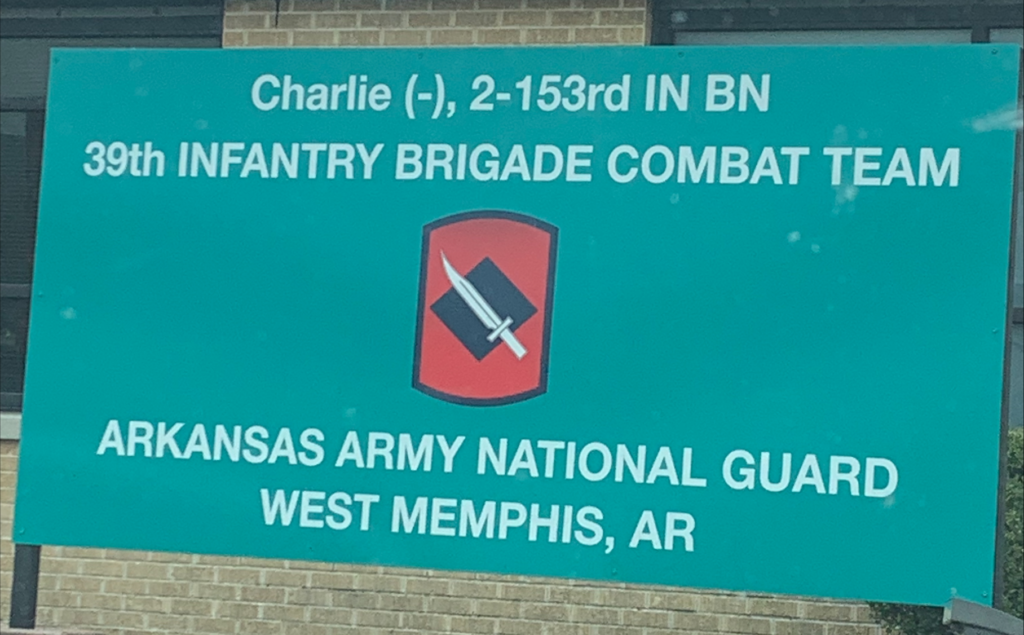 Charlie (-), 2-153rd IN BN
39th INFANTRY BRIGADE COMBAT TEAM
ARKANSAS ARMY NATIONAL GUARD
WEST MEMPHIS, AR